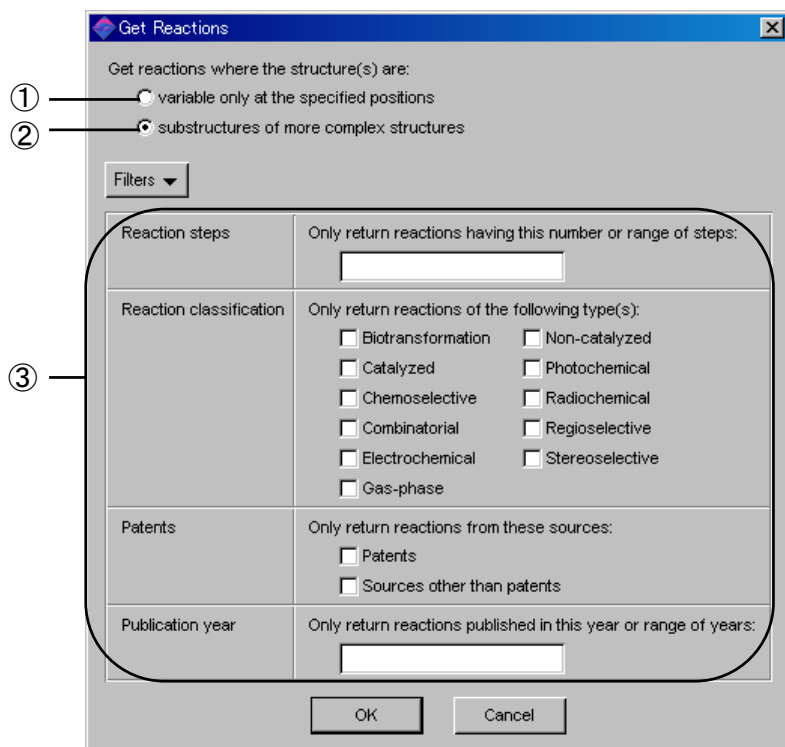 Get Reactions
Get reactions where the structure(s) are:
① variable only at the specified positions
② substructures of more complex structures
Filters
Reaction steps Only return reactions having this number or range of steps:
Reaction classification Only return reactions of the following type(s):
Biotransformation Non-catalyzed
Catalyzed Photochemical
③ Chemoselective Radiochemical
Combinatorial Regioselective
Electrochemical Stereoselective
Gas-phase
Patents Only return reactions from these sources:
Patents
Sources other than patents
Publication year Only return reactions published in this year or range of years:
OK Cancel